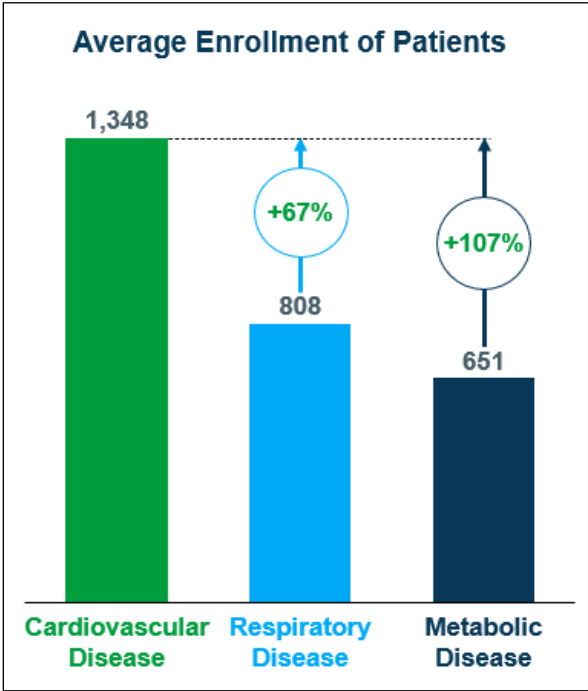 Average Enrollment of Patients
1,348
+67%
+107%
808
651
Cardiovascular
Disease
Respiratory
Disease
Metabolic
Disease